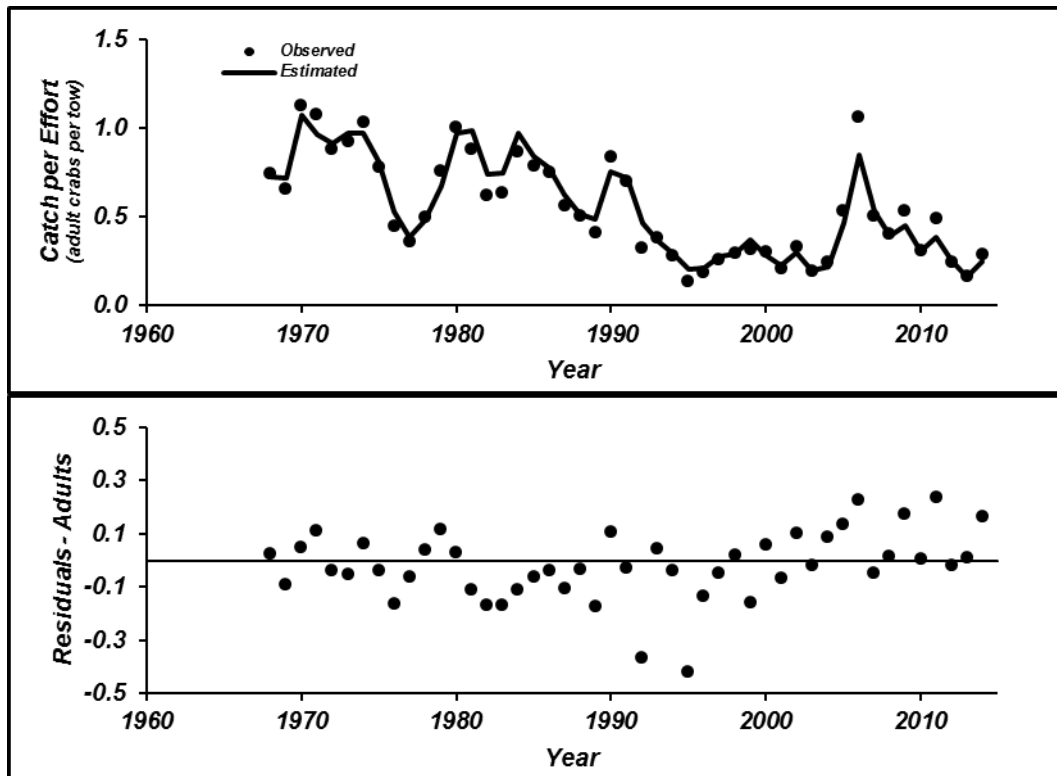 1.5
Observed
Estimated
1.0
0.5
0.0
Catch per Effort
(adult crabs per tow)
1960 1970 1980 1990 2000 2010
Year
0.5
0.3
0.1
-0.1
-0.3
-0.5
Residuals - Adults
1960 1970 1980 1990 2000 2010
Year